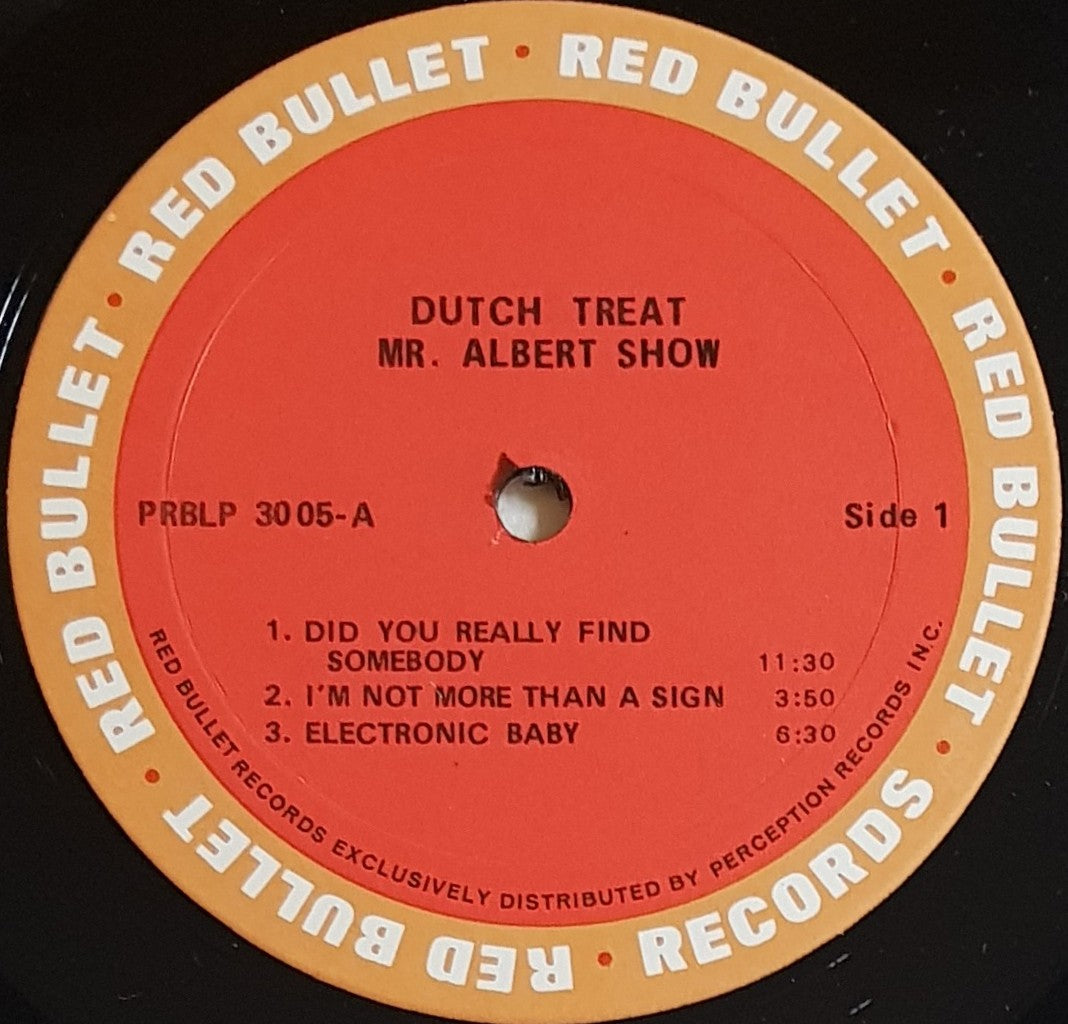 RED BULLET • RED BULLET • RED BULLET • RECORDS • RED BULLET • RED BULLET •
DUTCH TREAT
MR. ALBERT SHOW
PRBLP 3005-A
Side 1
1. DID YOU REALLY FIND
SOMEBODY 11:30
2. I'M NOT MORE THAN A SIGN 3:50
3. ELECTRONIC BABY 6:30
RED BULLET RECORDS EXCLUSIVELY DISTRIBUTED BY PERCEPTION RECORDS INC.